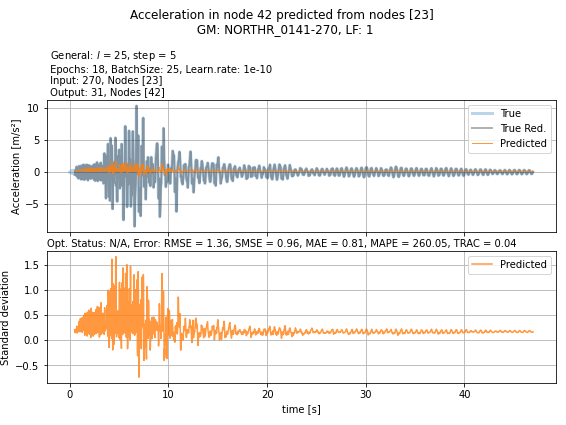 Acceleration in node 42 predicted from nodes [23]
GM: NORTHR_0141-270, LF: 1
General: l = 25, step = 5
Epochs: 18, BatchSize: 25, Learn.rate: 1e-10
Input: 270, Nodes [23]
Output: 31, Nodes [42]
Acceleration [m/s²]
10
5
0
−5
True
True Red.
Predicted
Opt. Status: N/A, Error: RMSE = 1.36, SMSE = 0.96, MAE = 0.81, MAPE = 260.05, TRAC = 0.04
Standard deviation
1.5
1.0
0.5
0.0
−0.5
Predicted
0 10 20 30 40
time [s]